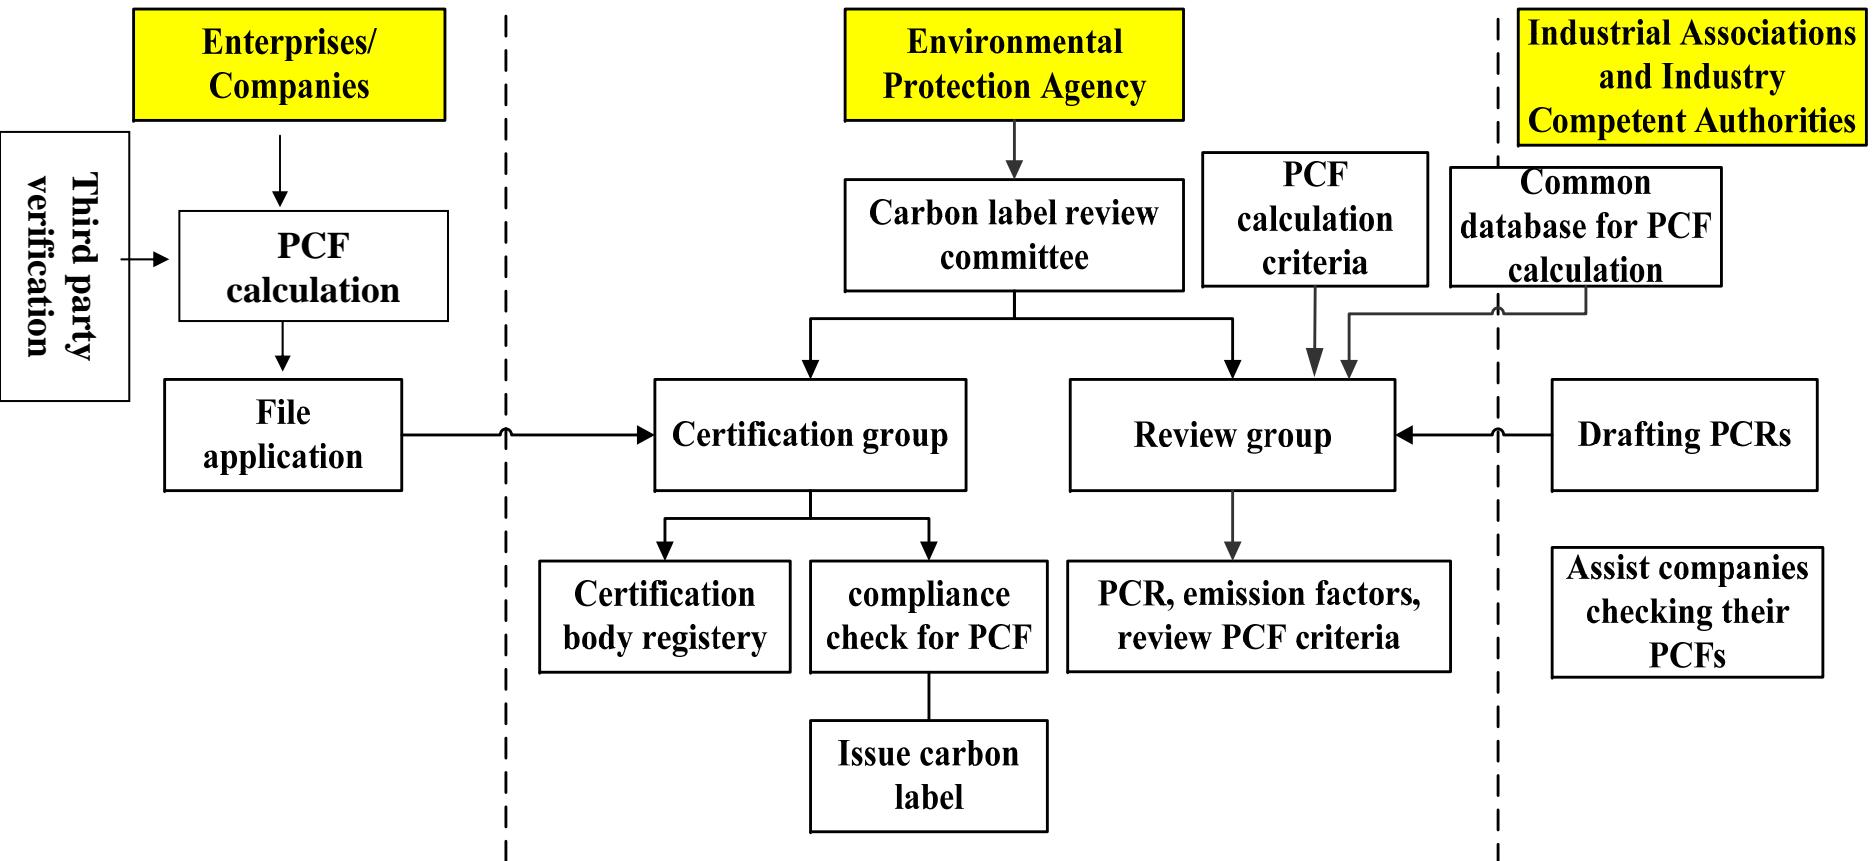 Enterprises/
Companies
Environmental
Protection Agency
Industrial Associations
and Industry
Competent Authorities
Third party
verification
PCF
calculation
File
application
Carbon label review
committee
PCF
calculation
criteria
Common
database for PCF
calculation
Certification group
Review group
Drafting PCRs
Certification
body registery
compliance
check for PCF
PCR, emission factors,
review PCF criteria
Assist companies
checking their
PCFs
Issue carbon
label